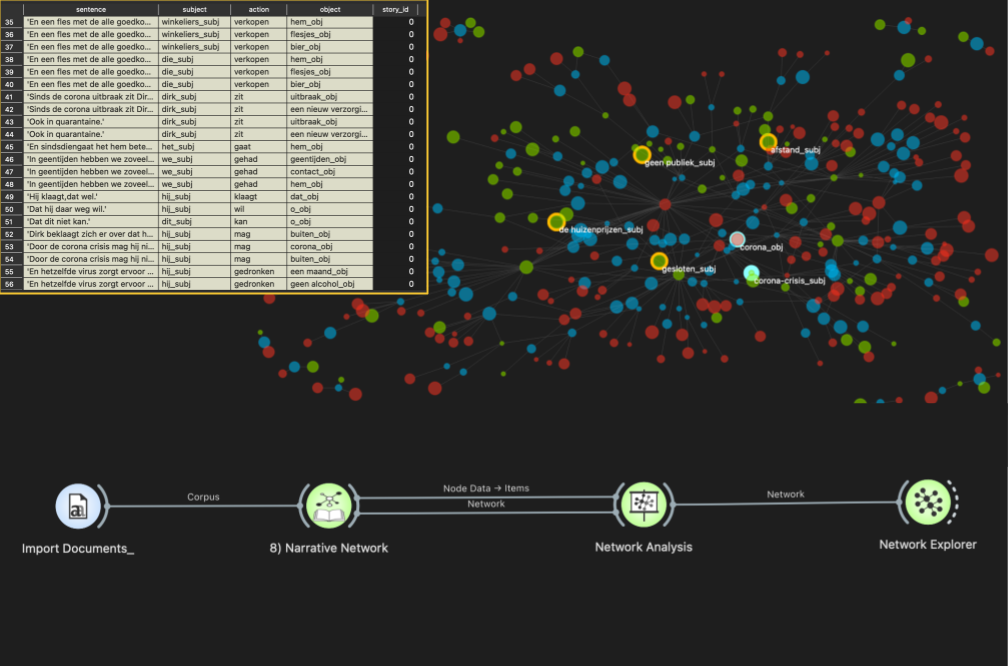 sentence subject action object story_id
35 'En een fles met de alle goedko... winkeliers_subj verkopen hem_obj 0
36 'En een fles met de alle goedko... winkeliers_subj verkopen flesjes_obj 0
37 'En een fles met de alle goedko... winkeliers_subj verkopen bier_obj 0
38 'En een fles met de alle goedko... die_subj verkopen hem_obj 0
39 'En een fles met de alle goedko... die_subj verkopen flesjes_obj 0
40 'En een fles met de alle goedko... die_subj verkopen bier_obj 0
41 'Sinds de corona uitbraak zit Dir... dirk_subj zit uitbraak_obj 0
42 'Sinds de corona uitbraak zit Dir... dirk_subj zit een nieuw verzorgi... 0
43 'Ook in quarantaine.' dirk_subj zit uitbraak_obj 0
44 'Ook in quarantaine.' dirk_subj zit een nieuw verzorgi... 0
45 'En sindsdiengaat het hem bete... het_subj gaat hem_obj 0
46 'In geentijden hebben we zoveel... we_subj gehad geentijden_obj 0
47 'In geentijden hebben we zoveel... we_subj gehad contact_obj 0
48 'In geentijden hebben we zoveel... we_subj gehad hem_obj 0
49 'Hij klaagt,dat wel.' hij_subj klaagt dat_obj 0
50 'Dat hij daar weg wil.' hij_subj wil o_obj 0
51 'Dat dit niet kan.' dit_subj kan o_obj 0
52 'Dirk beklaagt zich er over dat h... hij_subj mag buiten_obj 0
53 'Door de corona crisis mag hij ni... hij_subj mag corona_obj 0
54 'Door de corona crisis mag hij ni... hij_subj mag buiten_obj 0
55 'En hetzelfde virus zorgt ervoor ... hij_subj gedronken een maand_obj 0
56 'En hetzelfde virus zorgt ervoor ... hij_subj gedronken geen alcohol_obj 0
afstand_subj
geen publiek_subj
de huizenprijzen_subj
corona_obj
gesloten_subj
corona-crisis_subj
Corpus
Node Data → Items
Network
Network
Import Documents_
8) Narrative Network
Network Analysis
Network Explorer